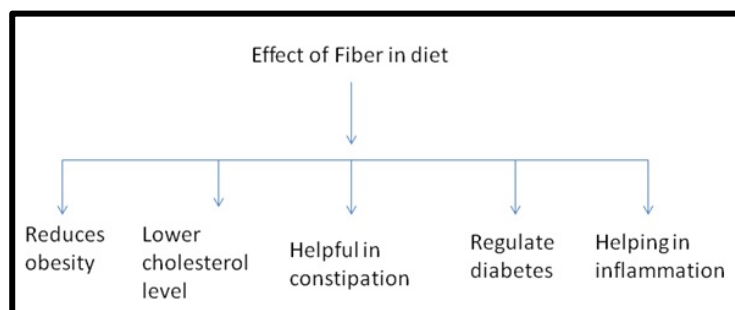 Effect of Fiber in diet
Reduces
obesity
Lower
cholesterol
level
Helpful in
constipation
Regulate
diabetes
Helping in
inflammation